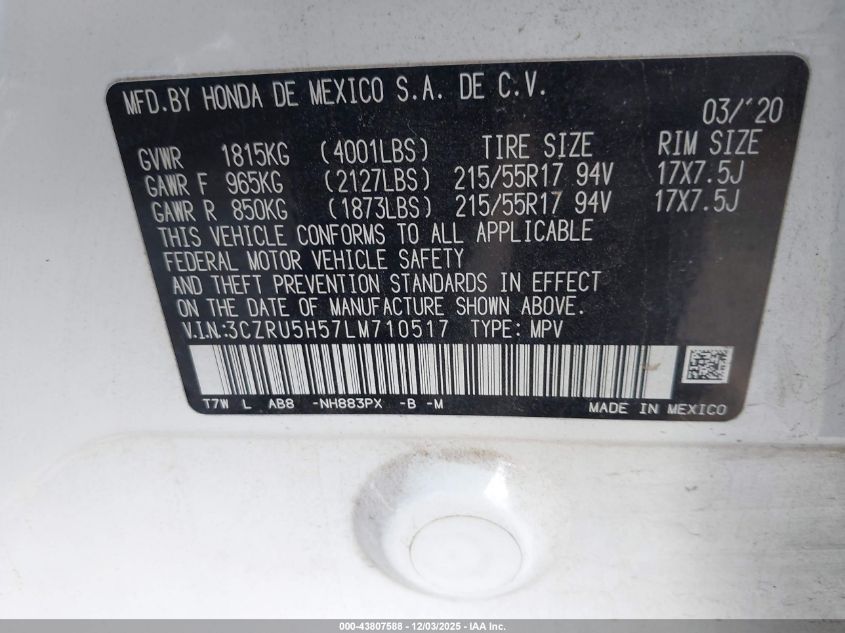 MFD.BY HONDA DE MEXICO S.A. DE C.V.
03/'20
GVWR 1815KG (4001LBS) TIRE SIZE RIM SIZE
GAWR F 965KG (2127LBS) 215/55R17 94V 17X7.5J
GAWR R 850KG (1873LBS) 215/55R17 94V 17X7.5J
THIS VEHICLE CONFORMS TO ALL APPLICABLE
FEDERAL MOTOR VEHICLE SAFETY
AND THEFT PREVENTION STANDARDS IN EFFECT
ON THE DATE OF MANUFACTURE SHOWN ABOVE.
V.I.N.:3CZRU5H57LM710517 TYPE: MPV
T7W L AB8 -NH883PX -B -M MADE IN MEXICO
000-43807588 - 12/03/2025 - IAA Inc.